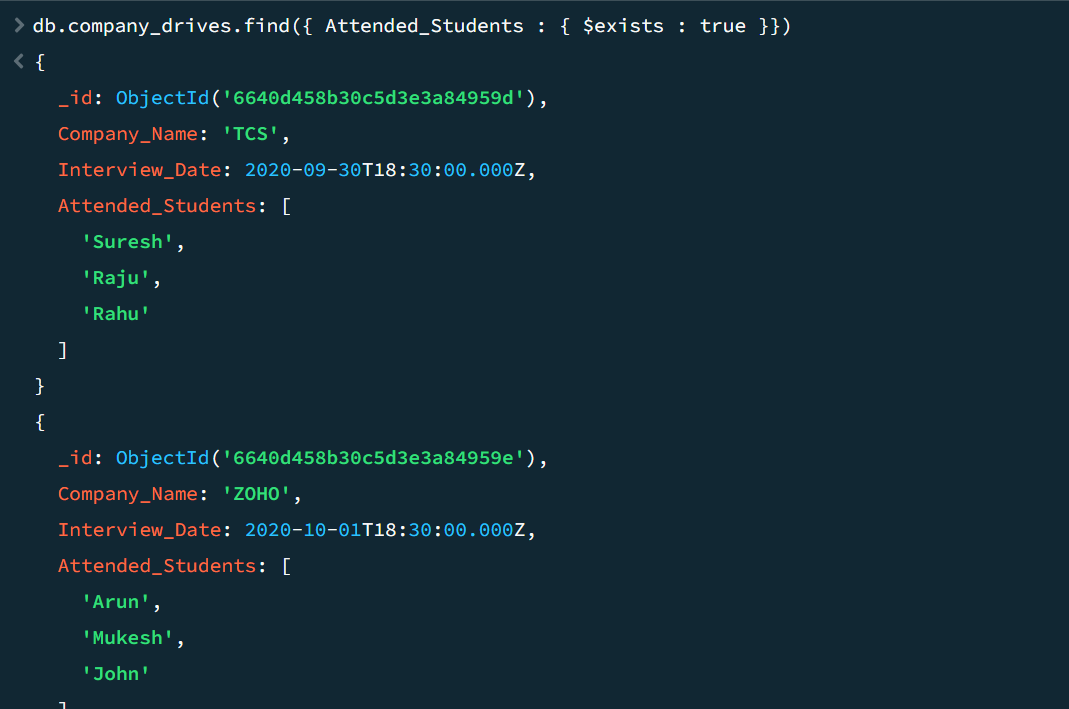 > db.company_drives.find({ Attended_Students : { $exists : true }})
< {
_id: ObjectId('6640d458b30c5d3e3a84959d'),
Company_Name: 'TCS',
Interview_Date: 2020-09-30T18:30:00.000Z,
Attended_Students: [
'Suresh',
'Raju',
'Rahu'
]
}
{
_id: ObjectId('6640d458b30c5d3e3a84959e'),
Company_Name: 'ZOHO',
Interview_Date: 2020-10-01T18:30:00.000Z,
Attended_Students: [
'Arun',
'Mukesh',
'John'
]